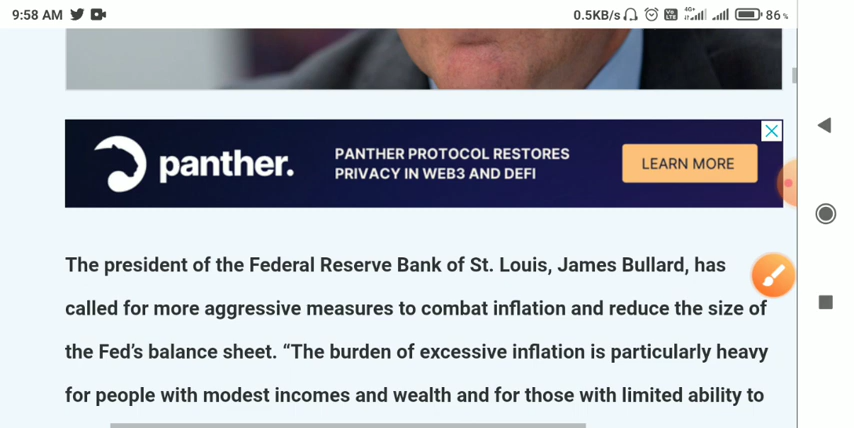 9:58 AM 0.5KB/s 4G+ 86%
panther.
PANTHER PROTOCOL RESTORES
PRIVACY IN WEB3 AND DEFI
LEARN MORE
The president of the Federal Reserve Bank of St. Louis, James Bullard, has
called for more aggressive measures to combat inflation and reduce the size of
the Fed's balance sheet. “The burden of excessive inflation is particularly heavy
for people with modest incomes and wealth and for those with limited ability to